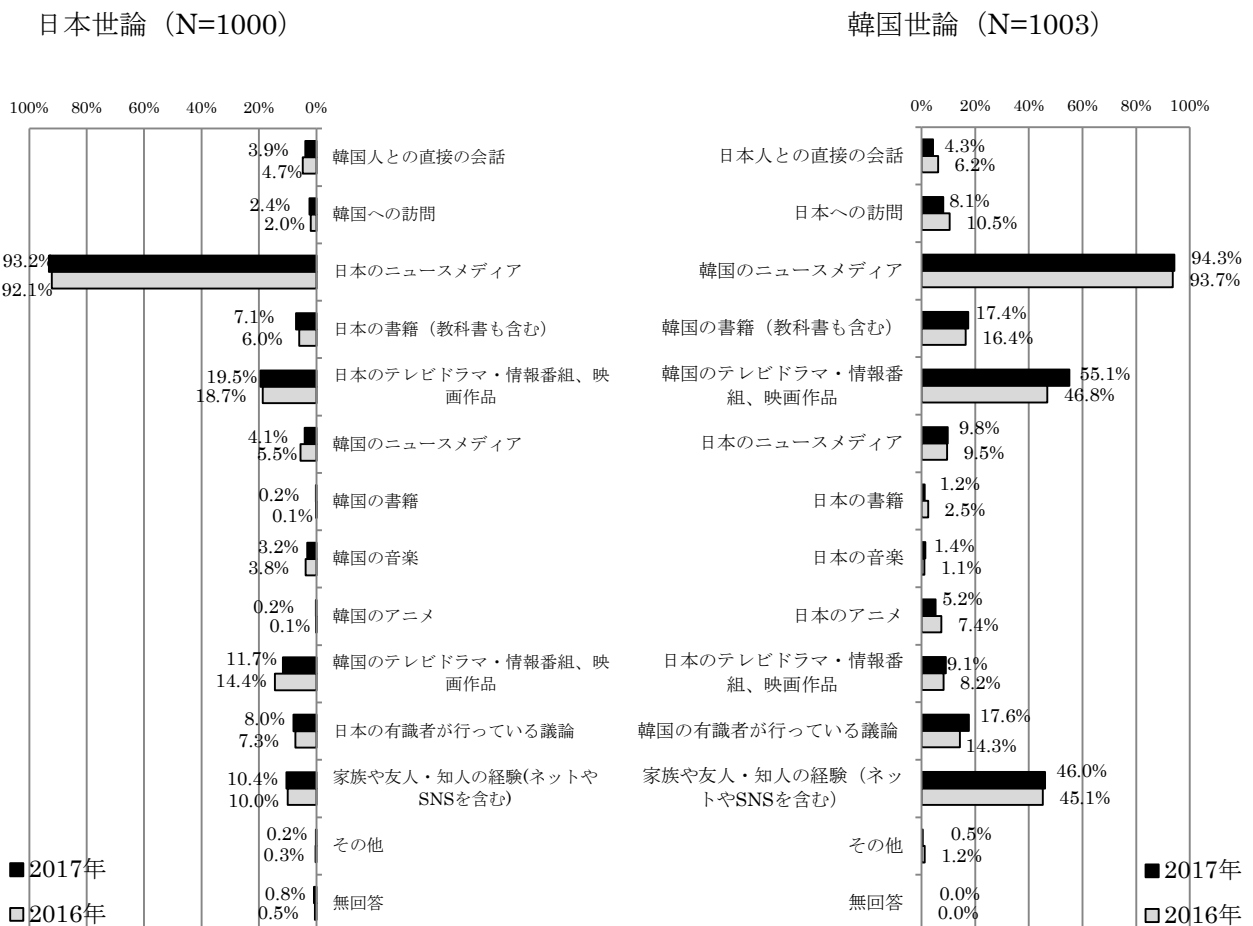 日本世論（N=1000）
100% 80% 60% 40% 20% 0%
3.9%
4.7%
韓国人との直接の会話
2.4%
2.0%
韓国への訪問
93.2%
92.1%
日本のニュースメディア
7.1%
6.0%
日本の書籍（教科書も含む）
19.5%
18.7%
日本のテレビドラマ・情報番組、映
画作品
4.1%
5.5%
韓国のニュースメディア
0.2%
0.1%
韓国の書籍
3.2%
3.8%
韓国の音楽
0.2%
0.1%
韓国のアニメ
11.7%
14.4%
韓国のテレビドラマ・情報番組、映
画作品
8.0%
7.3%
日本の有識者が行っている議論
10.4%
10.0%
家族や友人・知人の経験(ネットや
SNSを含む)
0.2%
0.3%
その他
0.8%
0.5%
無回答
2017年
2016年
韓国世論（N=1003）
0% 20% 40% 60% 80% 100%
日本人との直接の会話
4.3%
6.2%
日本への訪問
8.1%
10.5%
韓国のニュースメディア
94.3%
93.7%
韓国の書籍（教科書も含む）
17.4%
16.4%
韓国のテレビドラマ・情報番
組、映画作品
55.1%
46.8%
日本のニュースメディア
9.8%
9.5%
日本の書籍
1.2%
2.5%
日本の音楽
1.4%
1.1%
日本のアニメ
5.2%
7.4%
日本のテレビドラマ・情報番
組、映画作品
9.1%
8.2%
韓国の有識者が行っている議論
17.6%
14.3%
家族や友人・知人の経験（ネッ
トやSNSを含む）
46.0%
45.1%
その他
0.5%
1.2%
無回答
0.0%
0.0%
2017年
2016年